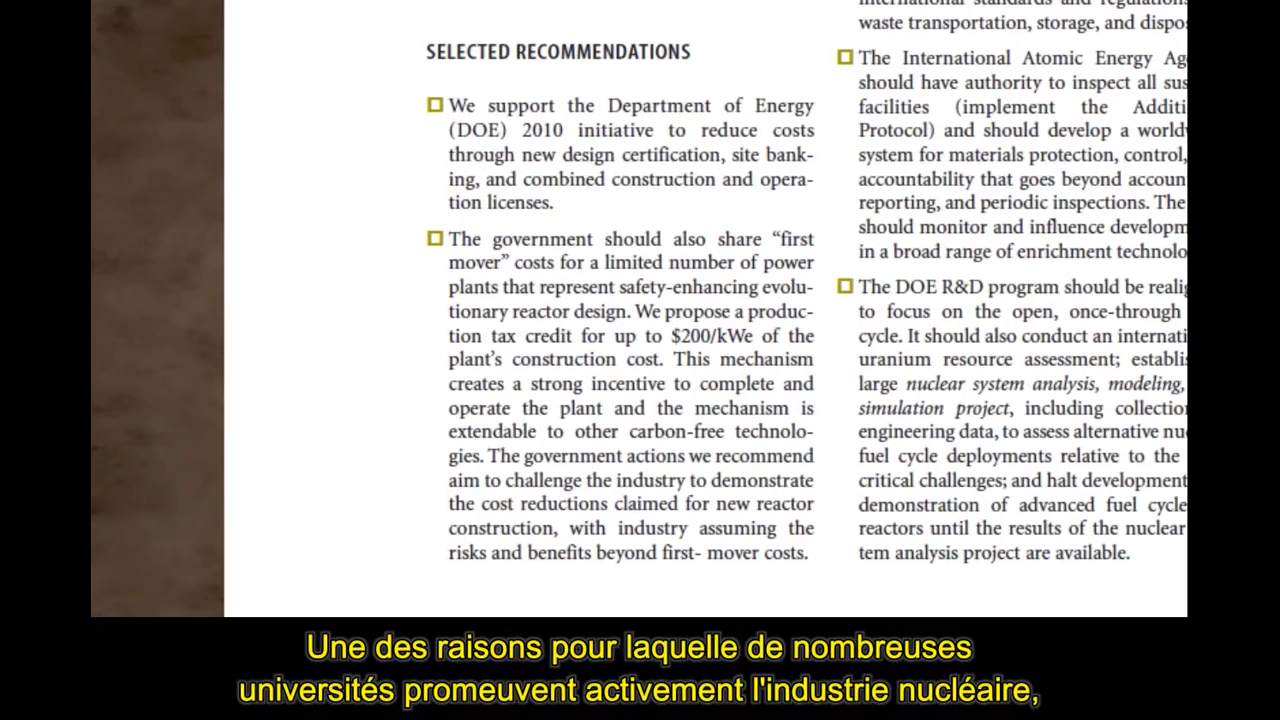 SELECTED RECOMMENDATIONS
We support the Department of Energy
(DOE) 2010 initiative to reduce costs
through new design certification, site bank-
ing, and combined construction and opera-
tion licenses.
The government should also share “first
mover” costs for a limited number of power
plants that represent safety-enhancing evolu-
tionary reactor design. We propose a produc-
tion tax credit for up to $200/kWe of the
plant’s construction cost. This mechanism
creates a strong incentive to complete and
operate the plant and the mechanism is
extendable to other carbon-free technolo-
gies. The government actions we recommend
aim to challenge the industry to demonstrate
the cost reductions claimed for new reactor
construction, with industry assuming the
risks and benefits beyond first- mover costs.
waste transportation, storage, and
The International Atomic Energy
should have authority to inspect all
facilities (implement the
Protocol) and should develop a
system for materials protection, control,
accountability that goes beyond
reporting, and periodic inspections. The
should monitor and influence
in a broad range of enrichment
The DOE R&D program should be
to focus on the open, once-through
cycle. It should also conduct an
uranium resource assessment;
large nuclear system analysis, modeling,
simulation project, including
engineering data, to assess alternative
fuel cycle deployments relative to the
critical challenges; and halt development
demonstration of advanced fuel cycle
reactors until the results of the nuclear
tem analysis project are available.
Une des raisons pour laquelle de nombreuses
universités promeuvent activement l'industrie nucléaire,